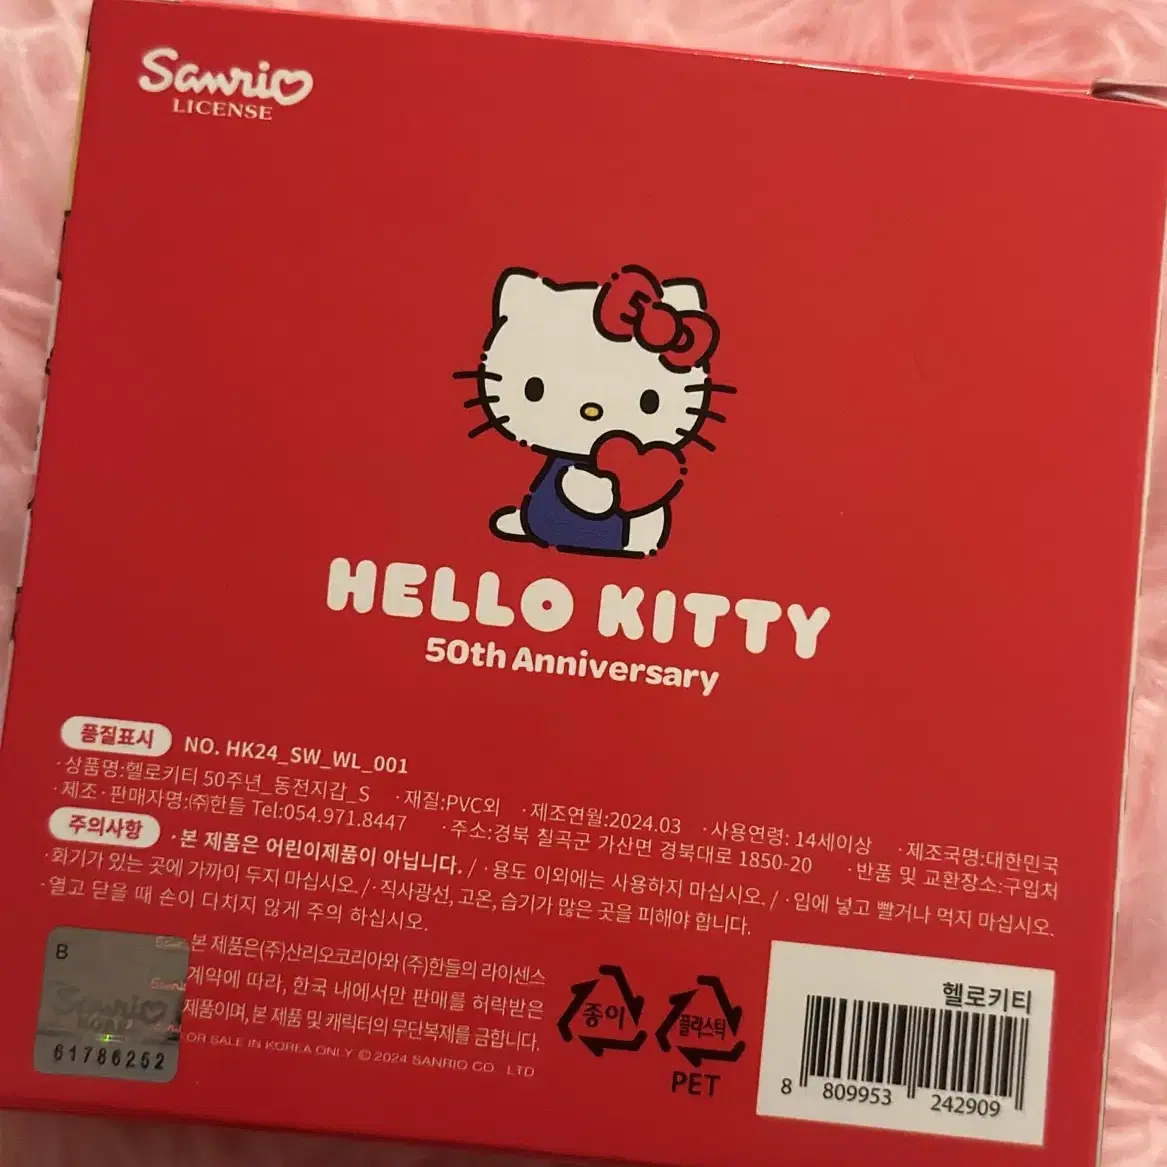 Sanrio
LICENSE
50
HELLO KITTY
50th Anniversary
품질표시 NO. HK24_SW_WL_001
·상품명:헬로키티 50주년_동전지갑_S ·재질:PVC외 ·제조연월:2024.03 ·사용연령: 14세이상 ·제조국명:대한민국
·제조·판매자명:㈜한들 Tel:054.971.8447 ·주소:경북 칠곡군 가산면 경북대로 1850-20 ·반품 및 교환장소:구입처
주의사항 ·본 제품은 어린이제품이 아닙니다. / ·용도 이외에는 사용하지 마십시오. / ·입에 넣고 빨거나 먹지 마십시오.
·화기가 있는 곳에 가까이 두지 마십시오. / ·직사광선, 고온, 습기가 많은 곳을 피해야 합니다.
·열고 닫을 때 손이 다치지 않게 주의 하십시오.
B
Sanrio
61786252
본 제품은(주)산리오코리아와 (주)한들의 라이센스
계약에 따라, 한국 내에서만 판매를 허락받은
제품이며, 본 제품 및 캐릭터의 무단복제를 금합니다.
FOR SALE IN KOREA ONLY © 2024 SANRIO CO., LTD
종이
플라스틱
PET
헬로키티
8 809953 242909